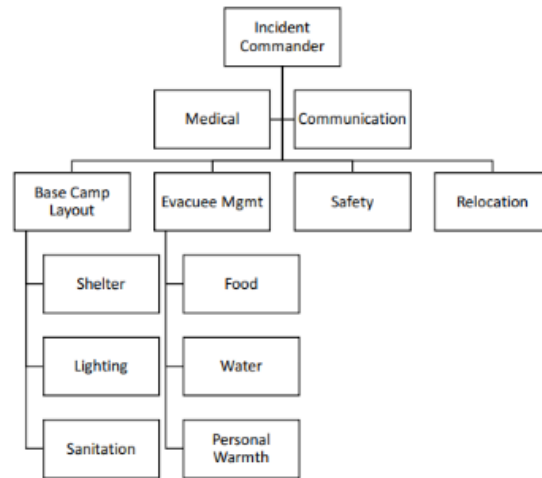 Incident
Commander
Medical
Communication
Base Camp
Layout
Evacuee Mgmt
Safety
Relocation
Shelter
Food
Lighting
Water
Sanitation
Personal
Warmth